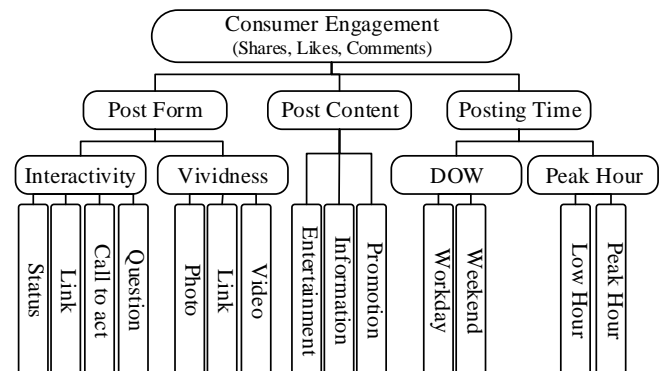 Consumer Engagement
(Shares, Likes, Comments)
Post Form
Post Content
Posting Time
Interactivity
Vividness
DOW
Peak Hour
Status
Link
Call to act
Question
Photo
Link
Video
Entertainment
Information
Promotion
Workday
Weekend
Low Hour
Peak Hour